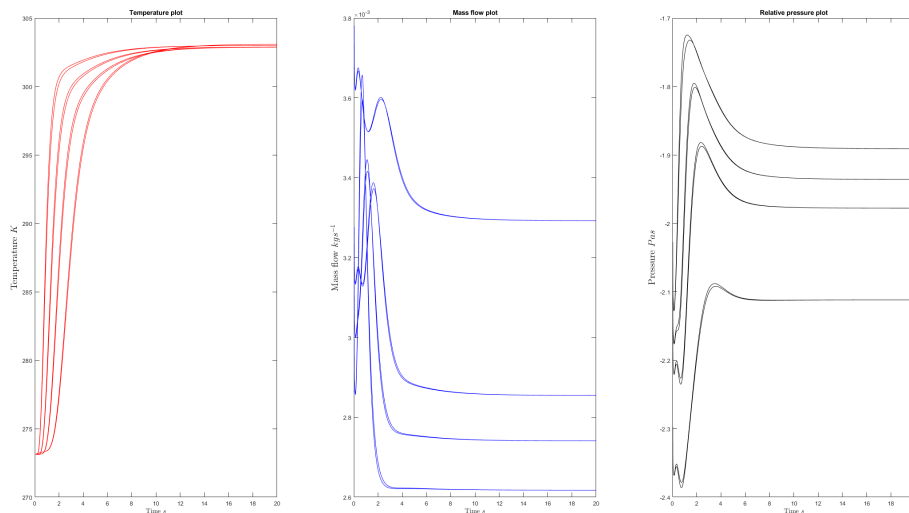 Temperature plot
305
300
295
290
285
280
275
270
0 2 4 6 8 10 12 14 16 18 20
Temperature K
Time s
Mass flow plot
×10⁻³
3.8
3.6
3.4
3.2
3
2.8
2.6
0 2 4 6 8 10 12 14 16 18 20
Mass flow kgs⁻¹
Time s
Relative pressure plot
-1.7
-1.8
-1.9
-2
-2.1
-2.2
-2.3
-2.4
0 2 4 6 8 10 12 14 16 18
Pressure Pas
Time s